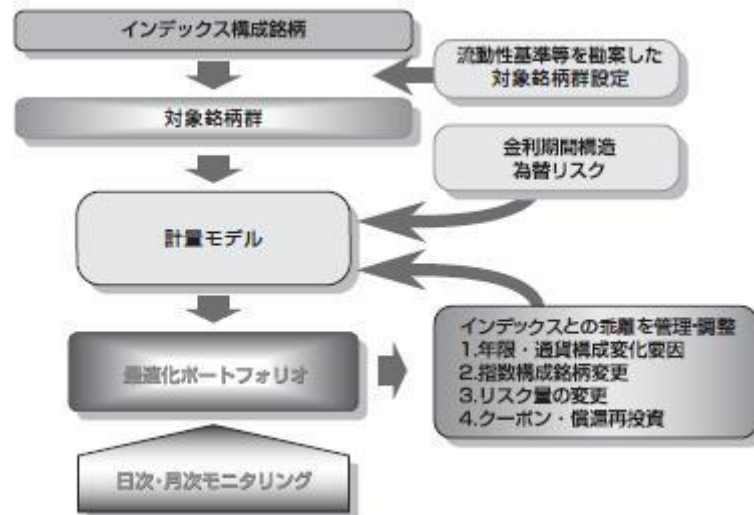 インデックス構成銘柄
流動性基準等を勘案した
対象銘柄群設定
対象銘柄群
金利期間構造
為替リスク
計量モデル
インデックスとの乖離を管理・調整
1.年限・通貨構成変化要因
2.指数構成銘柄変更
3.リスク量の変更
4.クーポン・償還再投資
最適化ポートフォリオ
日次・月次モニタリング